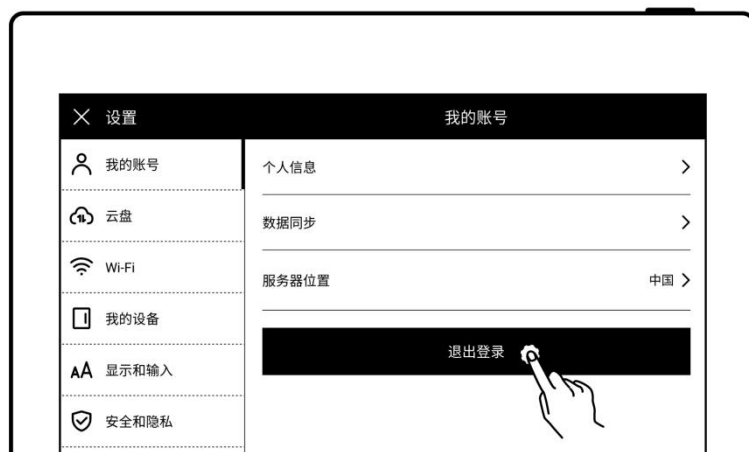 设置
我的账号
我的账号
云盘
Wi-Fi
我的设备
显示和输入
安全和隐私
个人信息
数据同步
服务器位置 中国
退出登录